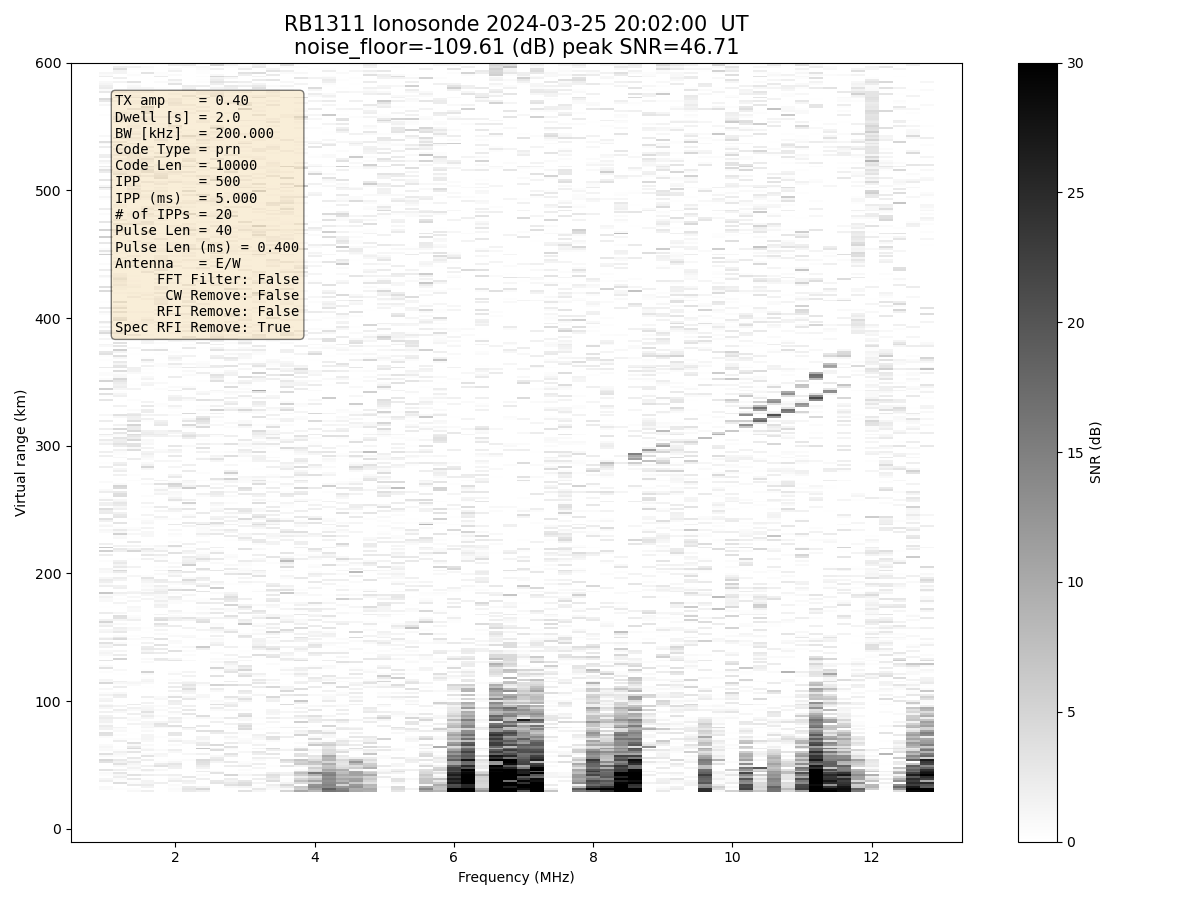 RB1311 Ionosonde 2024-03-25 20:02:00  UT
noise_floor=-109.61 (dB) peak SNR=46.71
TX amp    = 0.40
Dwell [s] = 2.0
BW [kHz]  = 200.000
Code Type = prn
Code Len  = 10000
IPP       = 500
IPP (ms)  = 5.000
# of IPPs = 20
Pulse Len = 40
Pulse Len (ms) = 0.400
Antenna   = E/W
FFT Filter: False
CW Remove: False
RFI Remove: False
Spec RFI Remove: True
600
500
400
300
200
100
0
Virtual range (km)
2
4
6
8
10
12
Frequency (MHz)
30
25
20
15
10
5
0
SNR (dB)